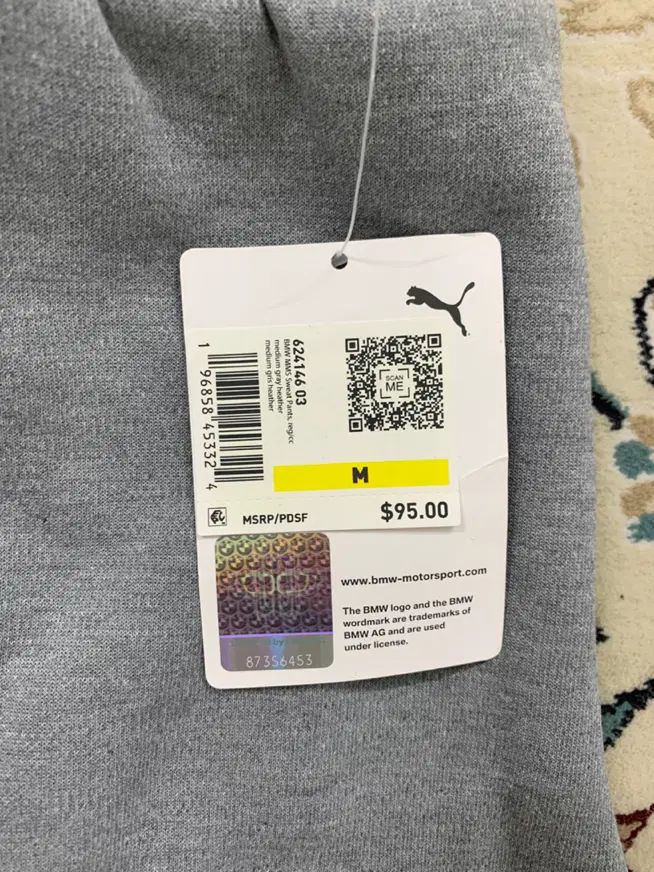 624146 03
BMW MMS Sweat Pants, reg/cc
medium gray heather
medium gris heather
1 96858 45332 4
SCAN
ME
M
MSRP/PDSF
$95.00
by
87356453
www.bmw-motorsport.com
The BMW logo and the BMW
wordmark are trademarks of
BMW AG and are used
under license.